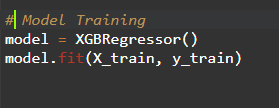 # Model Training
model = XGBRegressor()
model.fit(X_train, y_train)